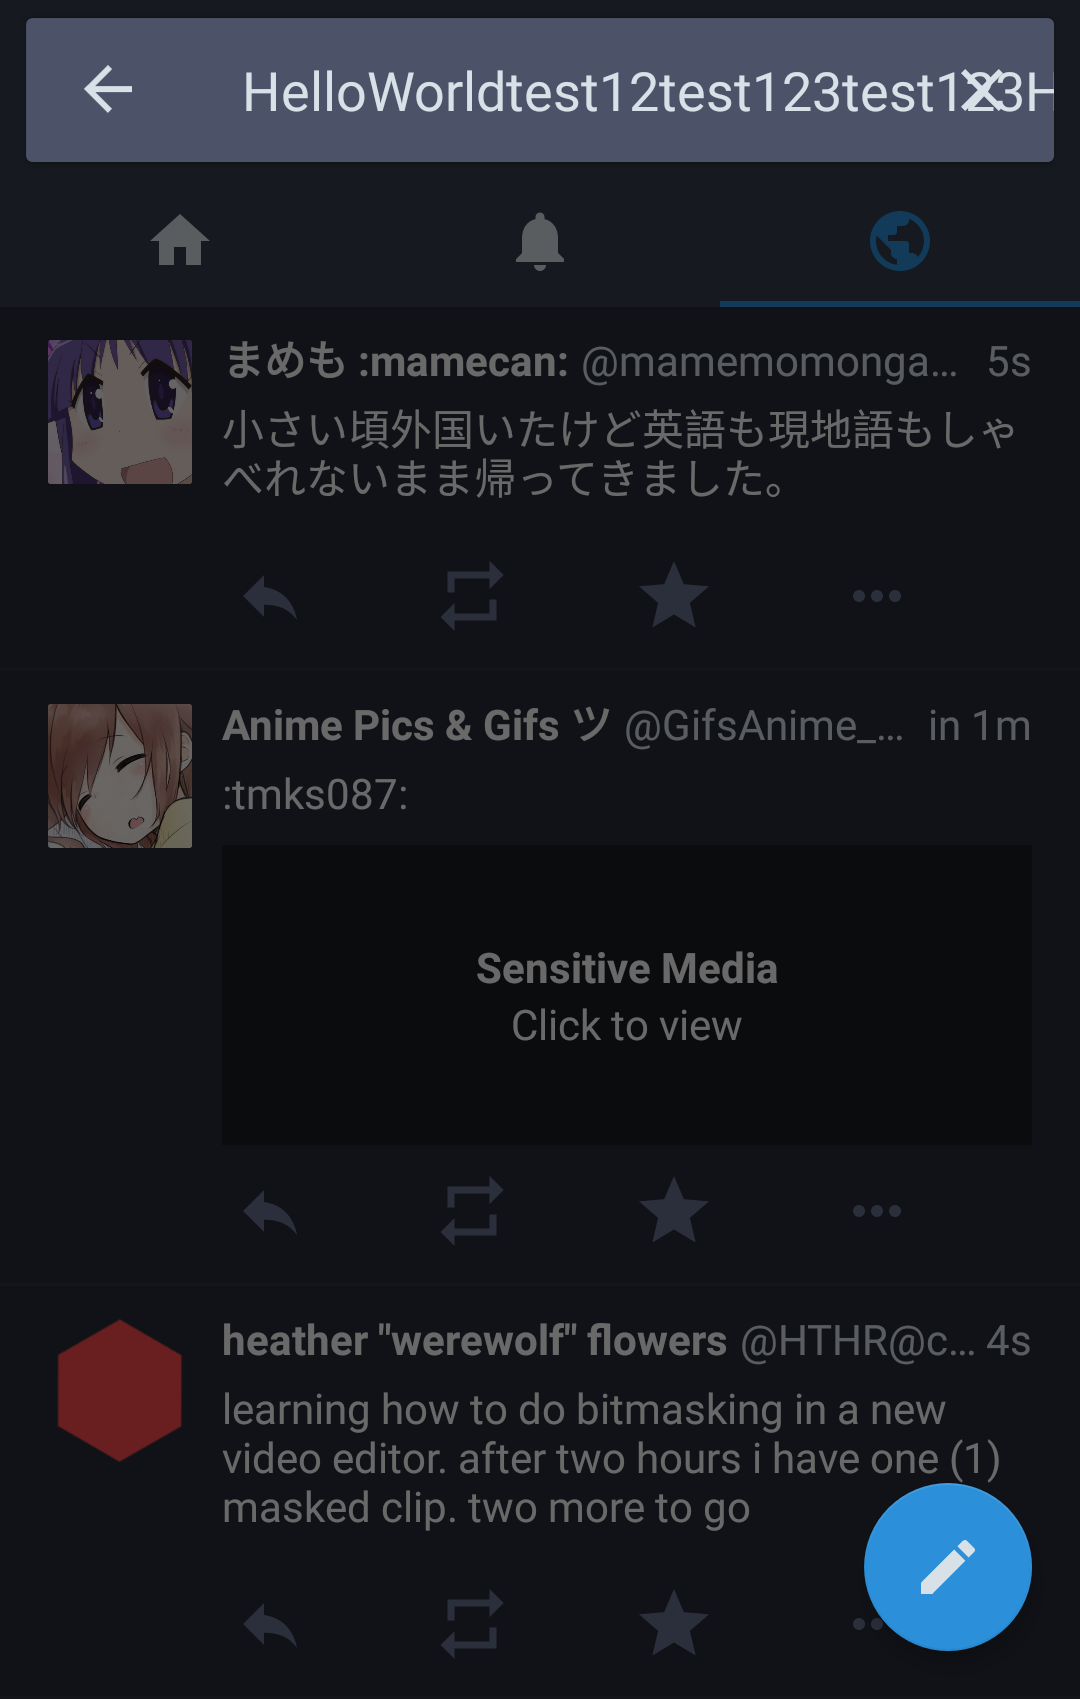 HelloWorldtest12test123test123H
まめも :mamecan: @mamemomonga… 5s
小さい頃外国いたけど英語も現地語もしゃ
べれないまま帰ってきました。
Anime Pics & Gifs ツ @GifsAnime_… in 1m
:tmks087:
Sensitive Media
Click to view
heather "werewolf" flowers @HTHR@c… 4s
learning how to do bitmasking in a new
video editor. after two hours i have one (1)
masked clip. two more to go